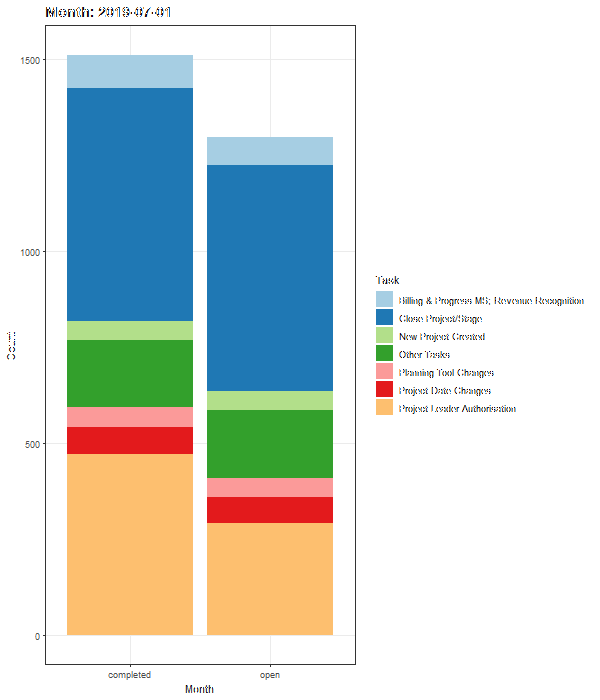 Month: 2019-07-01
1500
1000
500
0
Count
completed
open
Month
Task
Billing & Progress MS; Revenue Recognition
Close Project/Stage
New Project Created
Other Tasks
Planning Tool Changes
Project Date Changes
Project Leader Authorisation